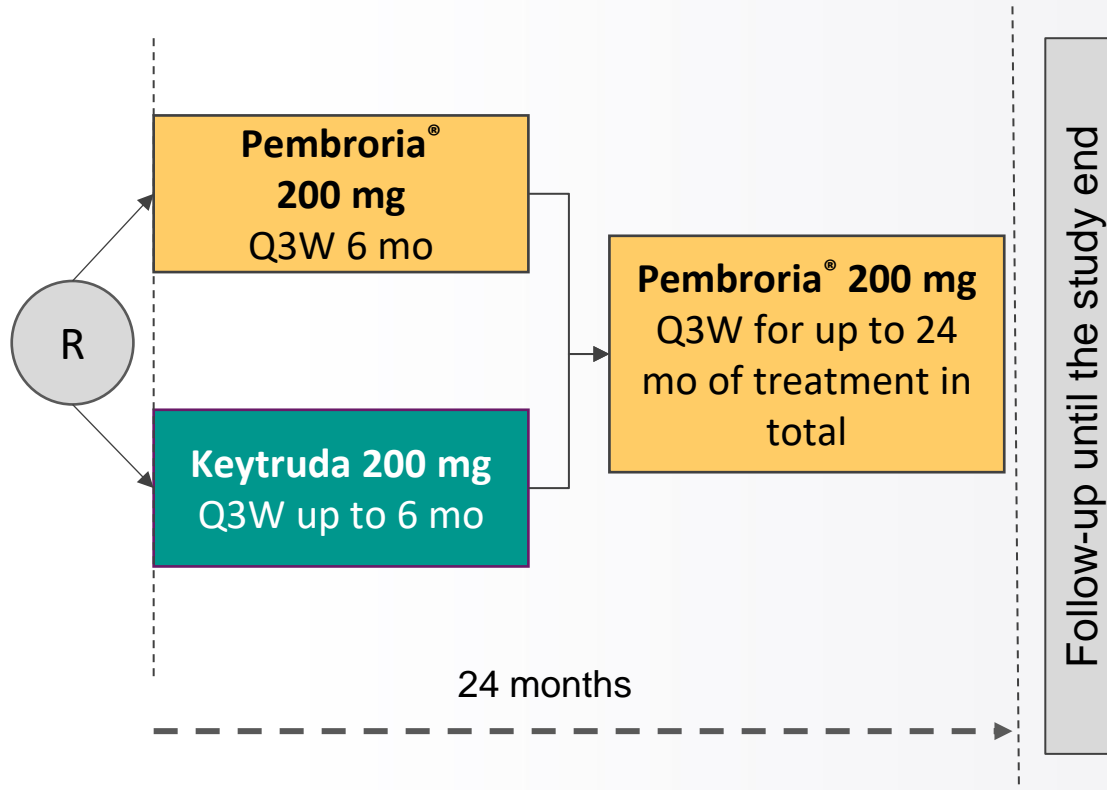 R
Pembroria®
200 mg
Q3W 6 mo
Keytruda 200 mg
Q3W up to 6 mo
Pembroria® 200 mg
Q3W for up to 24
mo of treatment in
total
24 months
Follow-up until the study end